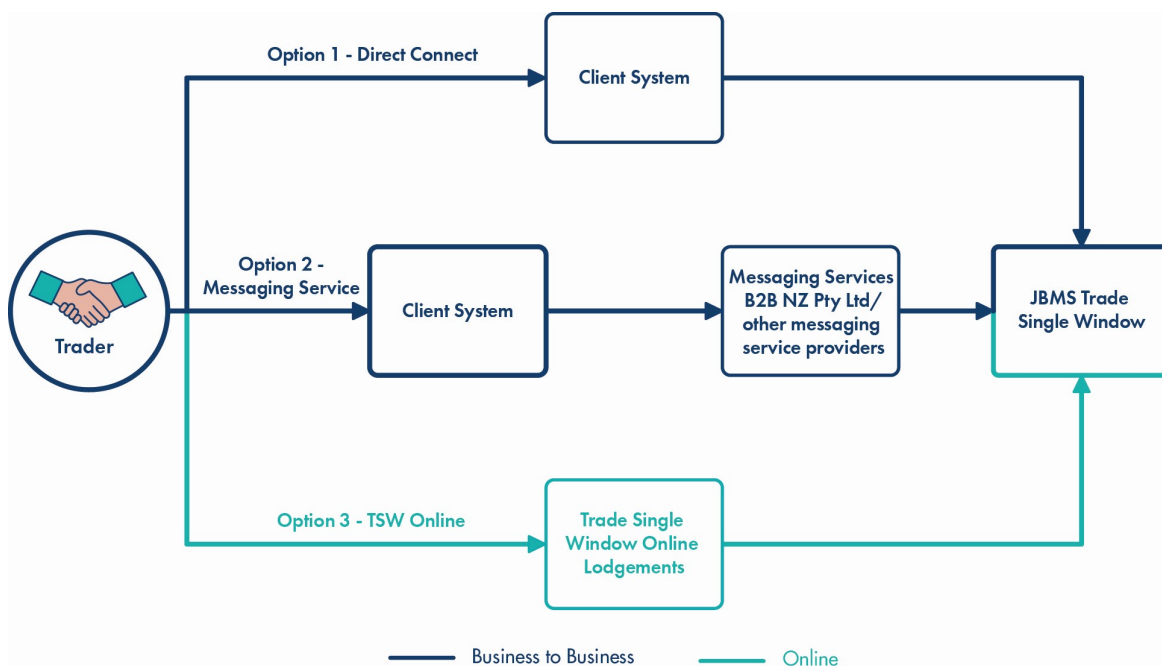 Option 1 - Direct Connect
Client System
Trader
Option 2 -
Messaging Service
Client System
Messaging Services
B2B NZ Pty Ltd/
other messaging
service providers
JBMS Trade
Single Window
Option 3 - TSW Online
Trade Single
Window Online
Lodgements
Business to Business
Online